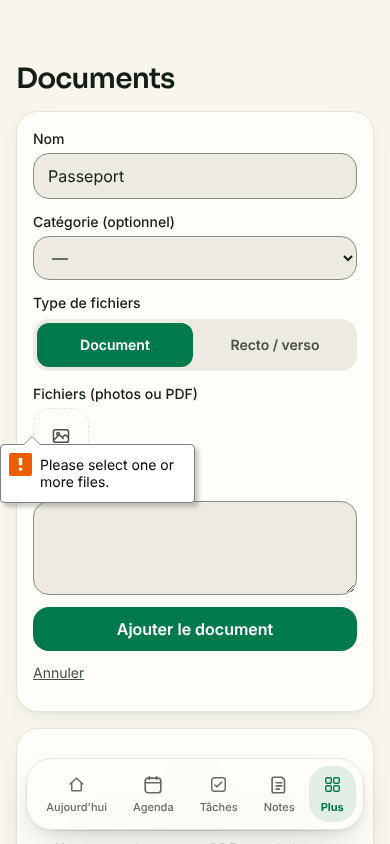 Documents
Nom
Passeport
Catégorie (optionnel)
—
Type de fichiers
Document
Recto / verso
Fichiers (photos ou PDF)
! Please select one or
more files.
Ajouter le document
Annuler
Aujourd'hui
Agenda
Tâches
Notes
Plus